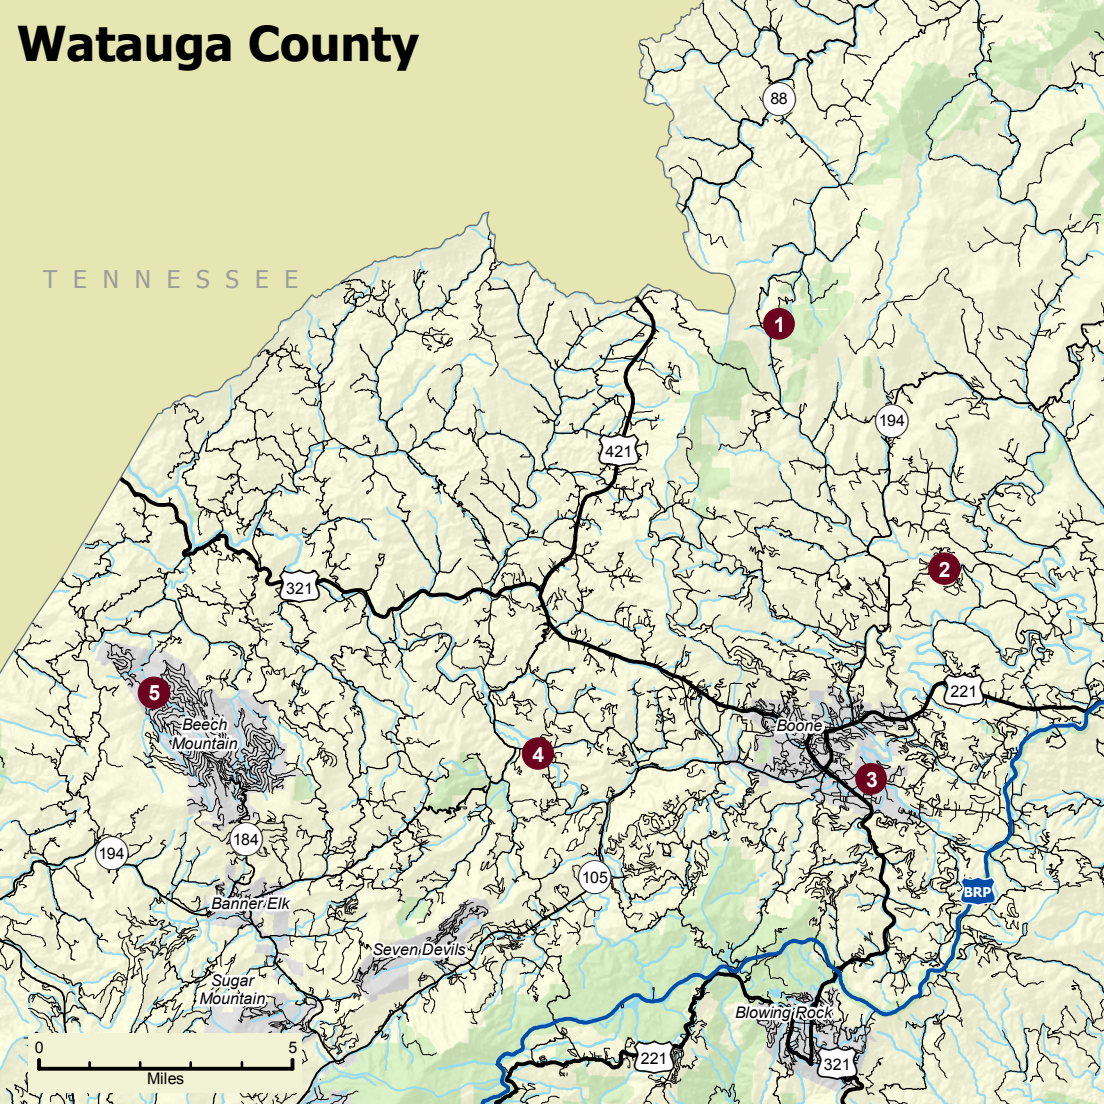 Watauga County
88
TENNESSEE
1
194
421
2
321
5
221
Beech
Mountain
Boone
4
3
184
194
105
BRP
Banner Elk
Seven Devils
Sugar
Mountain
Blowing Rock
0 5
Miles
221
321